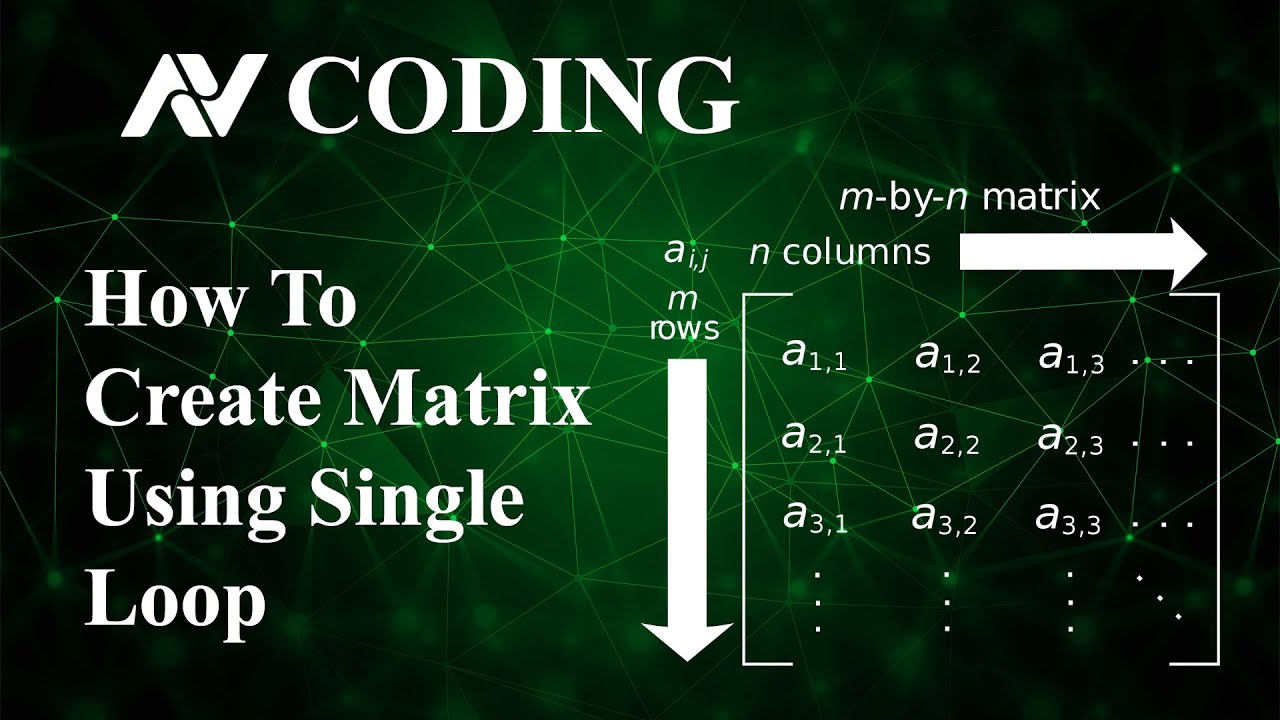 AV CODING
How To
Create Matrix
Using Single
Loop
m-by-n matrix
a i,j n columns
m
rows
a 1,1 a 1,2 a 1,3 . . .
a 2,1 a 2,2 a 2,3 . . .
a 3,1 a 3,2 a 3,3 . . .